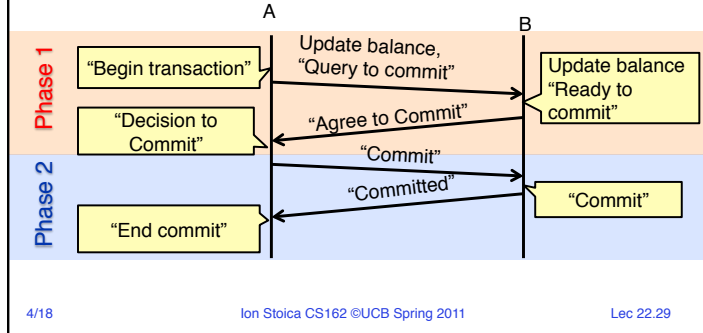 A
B
Phase 1
“Begin transaction”
Update balance,
“Query to commit”
Update balance
“Ready to
commit”
“Agree to Commit”
“Decision to
Commit”
Phase 2
“Commit”
“Committed”
“Commit”
“End commit”
4/18
Ion Stoica CS162 ©UCB Spring 2011
Lec 22.29